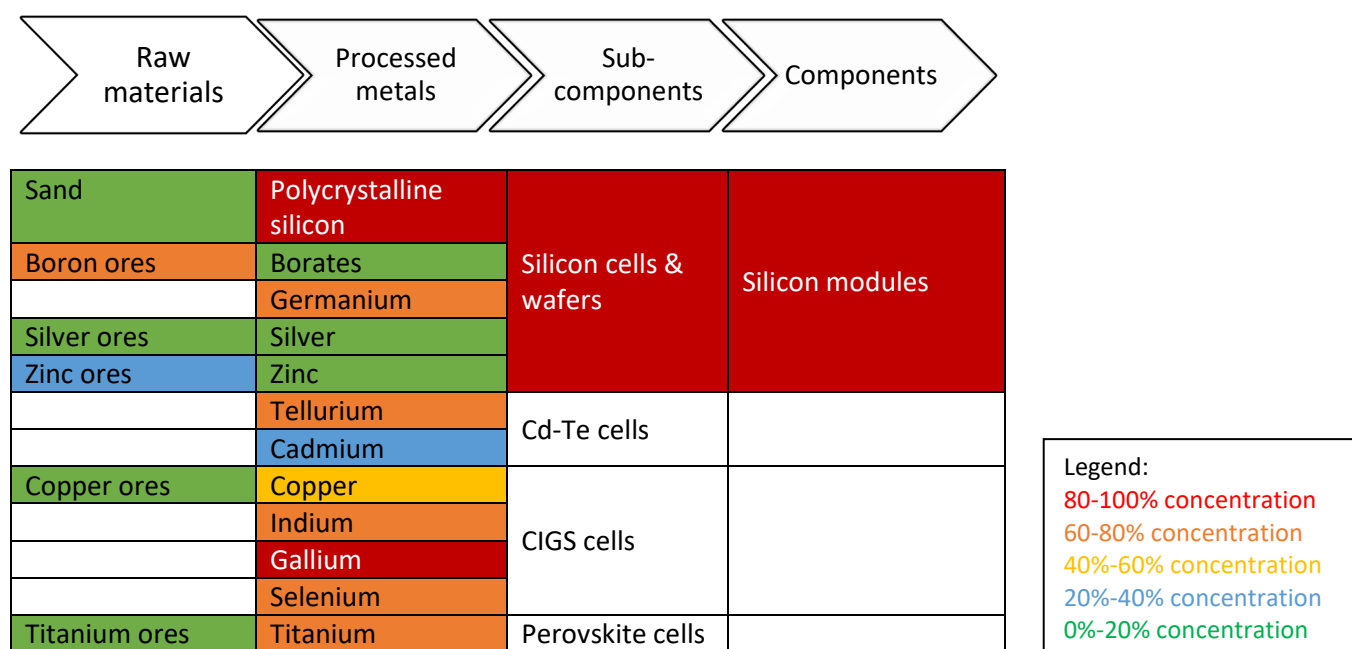 Raw
materials
Processed
metals
Sub-
components
Components
Sand
Polycrystalline
silicon
Silicon cells &
wafers
Silicon modules
Boron ores
Borates
Germanium
Silver ores
Silver
Zinc ores
Zinc
Tellurium
Cd-Te cells
Cadmium
Copper ores
Copper
CIGS cells
Indium
Gallium
Selenium
Titanium ores
Titanium
Perovskite cells
Legend:
80-100% concentration
60-80% concentration
40%-60% concentration
20%-40% concentration
0%-20% concentration